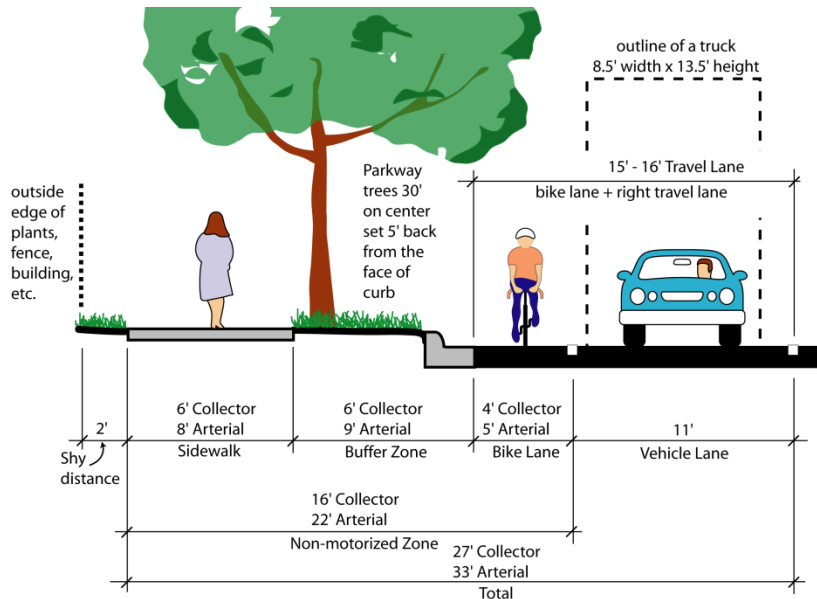 outline of a truck
8.5' width x 13.5' height
15' - 16' Travel Lane
bike lane + right travel lane
outside
edge of
plants,
fence,
building,
etc.
Parkway
trees 30'
on center
set 5' back
from the
face of
curb
2'
Shy
distance
6' Collector
8' Arterial
Sidewalk
6' Collector
9' Arterial
Buffer Zone
4' Collector
5' Arterial
Bike Lane
11'
Vehicle Lane
16' Collector
22' Arterial
Non-motorized Zone
27' Collector
33' Arterial
Total